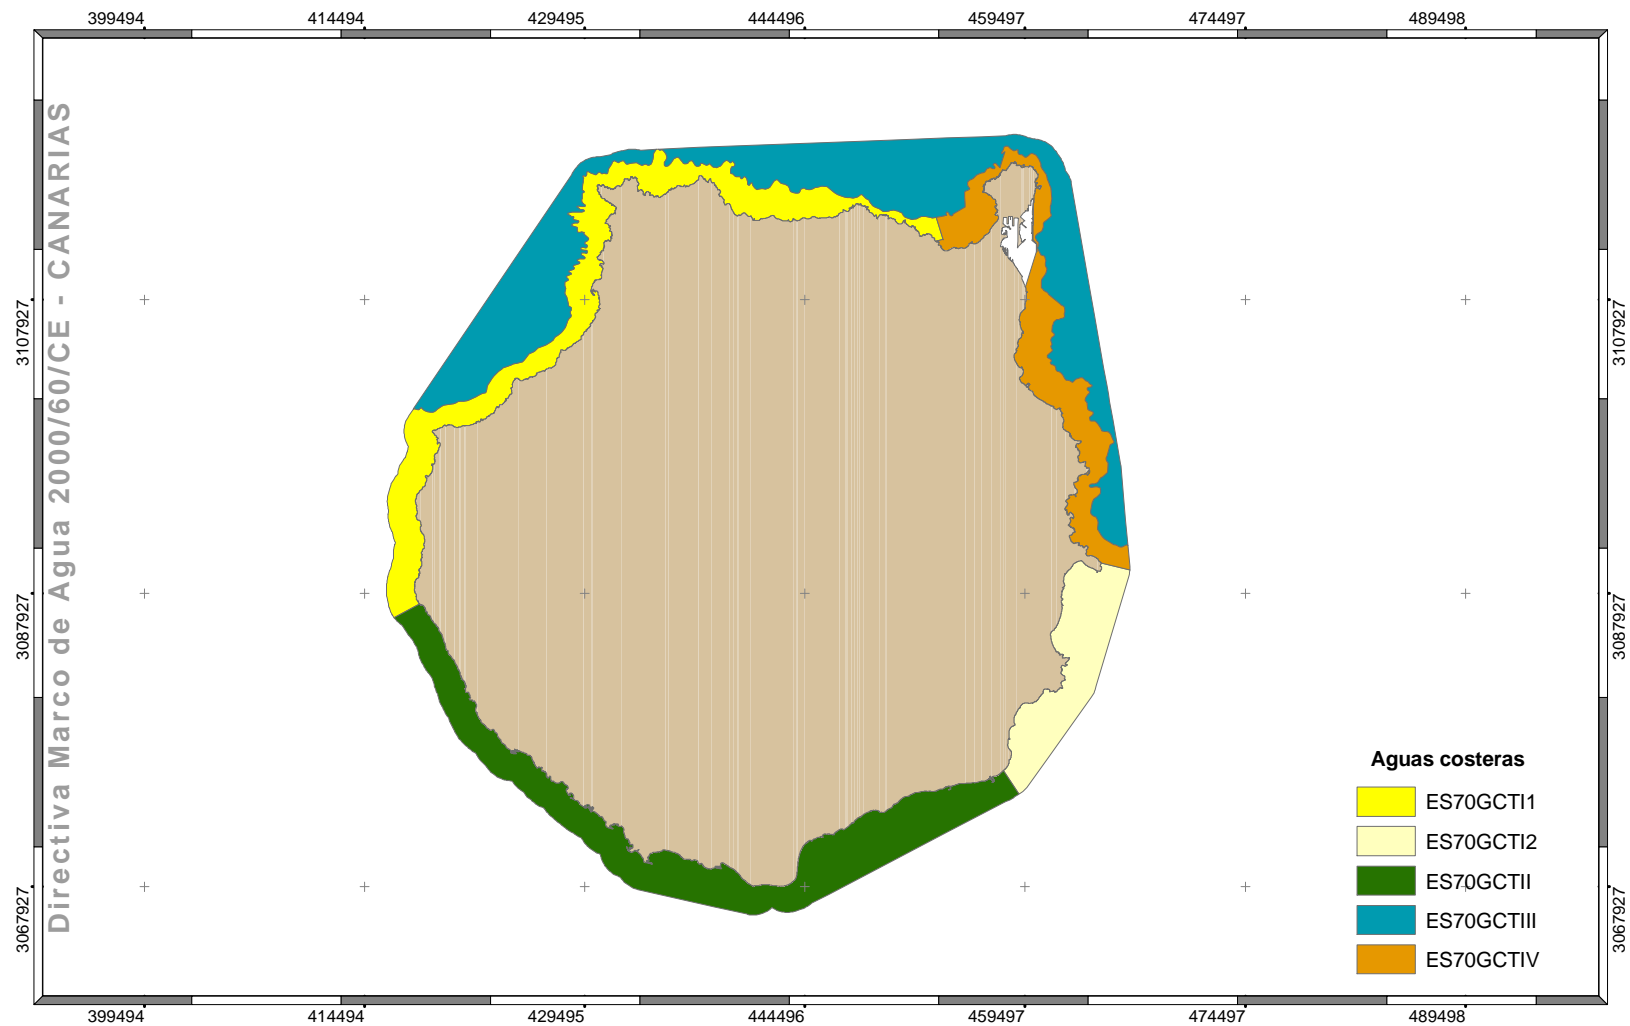 399494 414494 429495 444496 459497 474497 489498
Directiva Marco de Agua 2000/60/CE - CANARIAS
3107927 3107927
3087927 3087927
3067927 3067927
Aguas costeras
ES70GCTI1
ES70GCTI2
ES70GCTII
ES70GCTIII
ES70GCTIV
399494 414494 429495 444496 459497 474497 489498